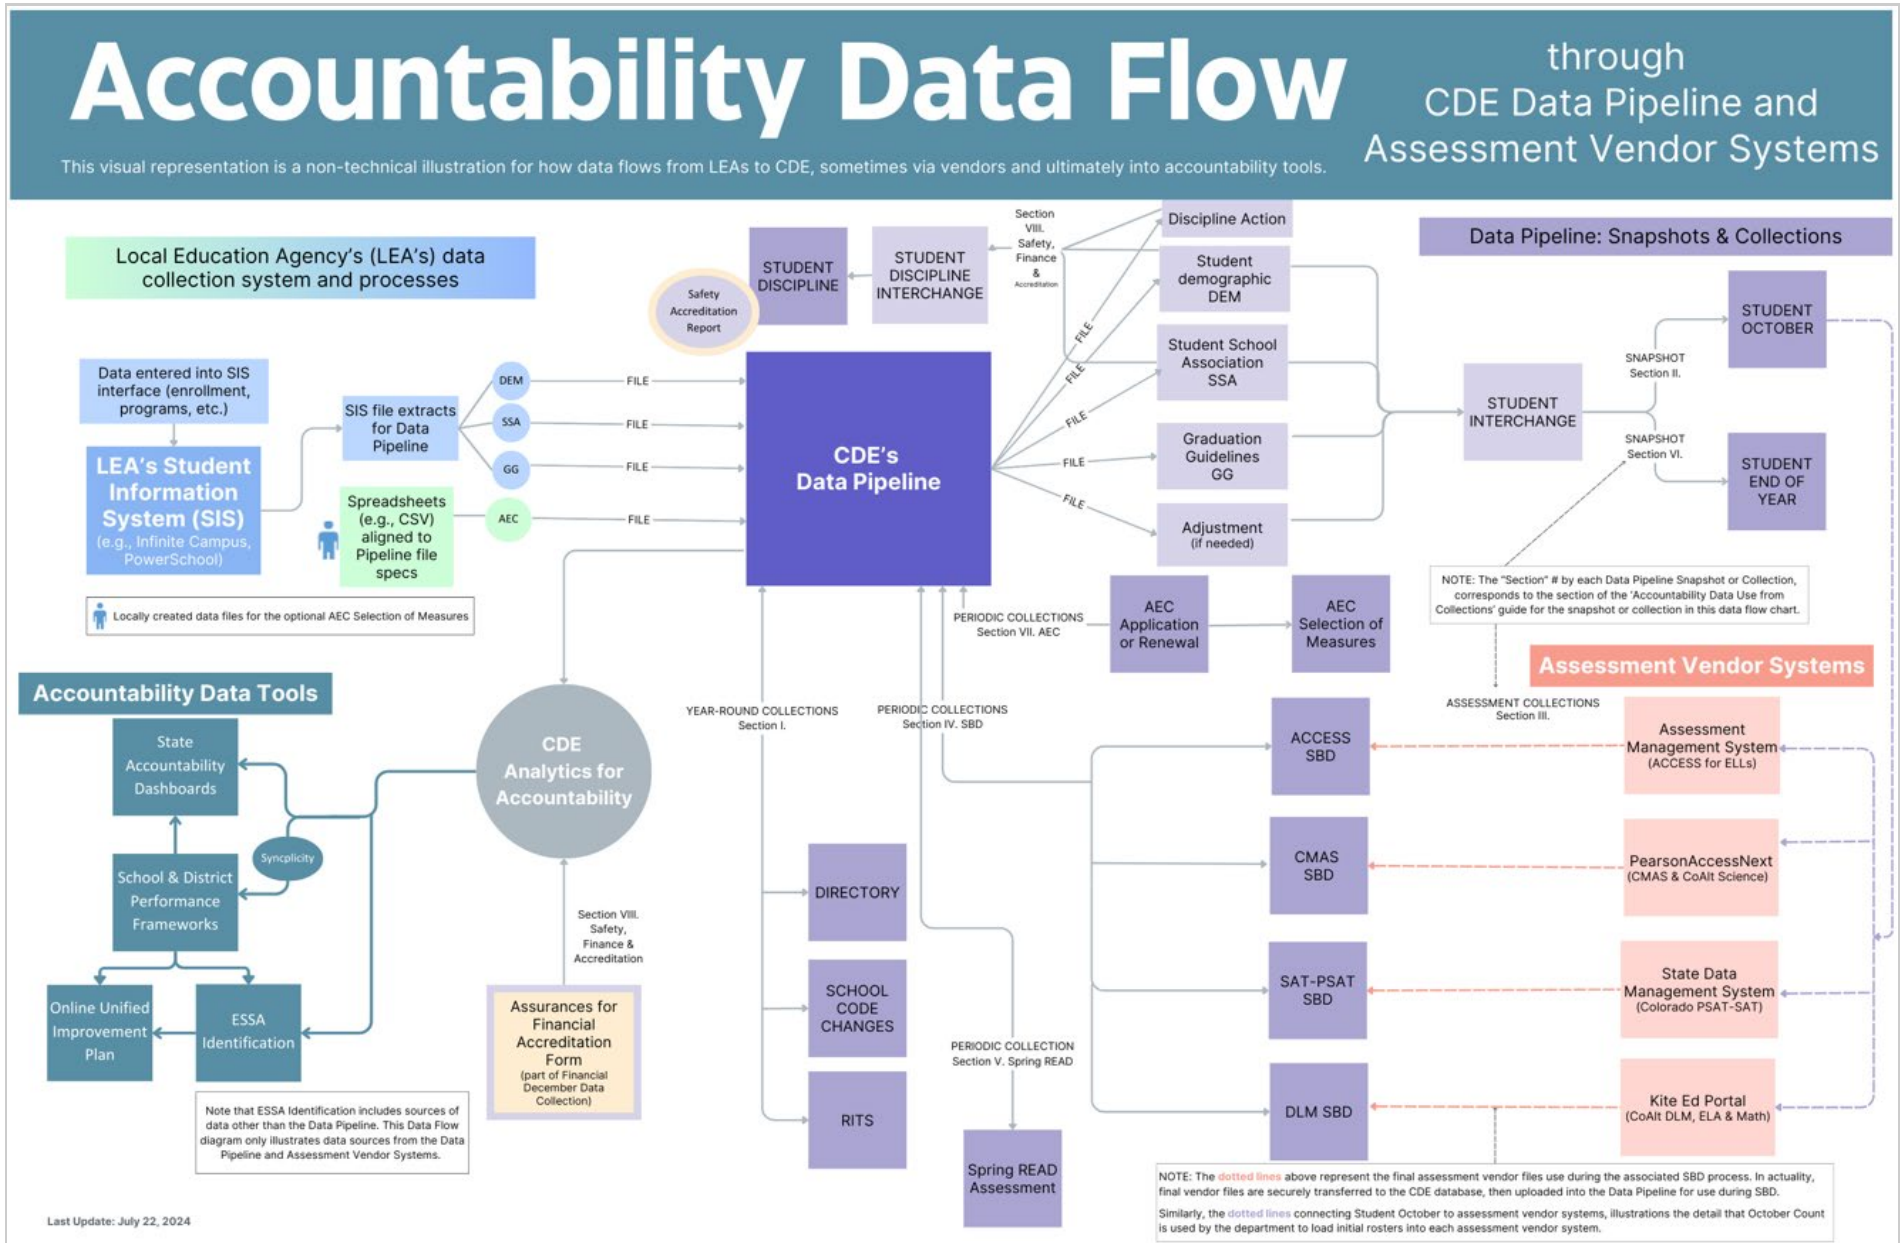 Accountability Data Flow
through
CDE Data Pipeline and
Assessment Vendor Systems
This visual representation is a non-technical illustration for how data flows from LEAs to CDE, sometimes via vendors and ultimately into accountability tools.
Local Education Agency's (LEA's) data
collection system and processes
Data entered into SIS
interface (enrollment,
programs, etc.)
LEA's Student
Information
System (SIS)
(e.g., Infinite Campus,
PowerSchool)
SIS file extracts
for Data
Pipeline
Spreadsheets
(e.g., CSV)
aligned to
Pipeline file
specs
DEM
SSA
GG
AEC
FILE
FILE
FILE
FILE
Locally created data files for the optional AEC Selection of Measures
Safety
Accreditation
Report
STUDENT
DISCIPLINE
STUDENT
DISCIPLINE
INTERCHANGE
Section
VIII.
Safety,
Finance
&
Accreditation
CDE's
Data Pipeline
FILE
FILE
FILE
FILE
FILE
Discipline Action
Student
demographic
DEM
Student School
Association
SSA
Graduation
Guidelines
GG
Adjustment
(if needed)
Data Pipeline: Snapshots & Collections
STUDENT
INTERCHANGE
SNAPSHOT
Section II.
SNAPSHOT
Section VI.
STUDENT
OCTOBER
STUDENT
END OF
YEAR
NOTE: The "Section" # by each Data Pipeline Snapshot or Collection,
corresponds to the section of the 'Accountability Data Use from
Collections' guide for the snapshot or collection in this data flow chart.
PERIODIC COLLECTIONS
Section VII. AEC
AEC
Application
or Renewal
AEC
Selection of
Measures
Accountability Data Tools
State
Accountability
Dashboards
School & District
Performance
Frameworks
Syncplicity
Online Unified
Improvement
Plan
ESSA
Identification
Note that ESSA Identification includes sources of
data other than the Data Pipeline. This Data Flow
diagram only illustrates data sources from the Data
Pipeline and Assessment Vendor Systems.
Last Update: July 22, 2024
CDE
Analytics for
Accountability
Section VIII.
Safety,
Finance &
Accreditation
Assurances for
Financial
Accreditation
Form
(part of Financial
December Data
Collection)
YEAR-ROUND COLLECTIONS
Section I.
DIRECTORY
SCHOOL
CODE
CHANGES
RITS
PERIODIC COLLECTIONS
Section IV. SBD
PERIODIC COLLECTION
Section V. Spring READ
Spring READ
Assessment
ACCESS
SBD
CMAS
SBD
SAT-PSAT
SBD
DLM SBD
ASSESSMENT COLLECTIONS
Section III.
Assessment Vendor Systems
Assessment
Management System
(ACCESS for ELLs)
PearsonAccessNext
(CMAS & CoAlt Science)
State Data
Management System
(Colorado PSAT-SAT)
Kite Ed Portal
(CoAlt DLM, ELA & Math)
NOTE: The dotted lines above represent the final assessment vendor files use during the associated SBD process. In actuality,
final vendor files are securely transferred to the CDE database, then uploaded into the Data Pipeline for use during SBD.
Similarly, the dotted lines connecting Student October to assessment vendor systems, illustrates the detail that October Count
is used by the department to load initial rosters into each assessment vendor system.